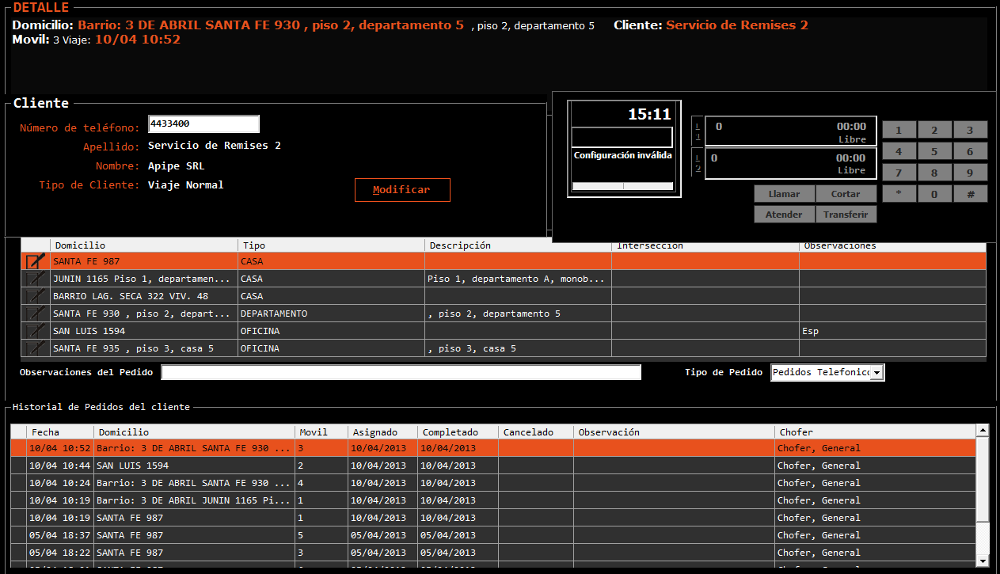 DETALLE
Domicilio: Barrio: 3 DE ABRIL SANTA FE 930 , piso 2, departamento 5 , piso 2, departamento 5 Cliente: Servicio de Remises 2
Movil: 3 Viaje: 10/04 10:52
Cliente
Número de teléfono: 4433400
Apellido: Servicio de Remises 2
Nombre: Apipe SRL
Tipo de Cliente: Viaje Normal
Modificar
15:11
Configuración inválida
L 1 0 00:00
Libre
L 2 0 00:00
Libre
Llamar Cortar
Atender Transferir
1 2 3
4 5 6
7 8 9
* 0 #
Domicilio Tipo Descripción Intersección Observaciones
SANTA FE 987 CASA
JUNIN 1165 Piso 1, departamen... CASA Piso 1, departamento A, monob...
BARRIO LAG. SECA 322 VIV. 48 CASA
SANTA FE 930 , piso 2, depart... DEPARTAMENTO , piso 2, departamento 5
SAN LUIS 1594 OFICINA Esp
SANTA FE 935 , piso 3, casa 5 OFICINA , piso 3, casa 5
Observaciones del Pedido Tipo de Pedido Pedidos Telefonic
Historial de Pedidos del cliente
Fecha Domicilio Movil Asignado Completado Cancelado Observación Chofer
10/04 10:52 Barrio: 3 DE ABRIL SANTA FE 930 ... 3 10/04/2013 10/04/2013 Chofer, General
10/04 10:44 SAN LUIS 1594 2 10/04/2013 10/04/2013 Chofer, General
10/04 10:24 Barrio: 3 DE ABRIL SANTA FE 930 ... 4 10/04/2013 10/04/2013 Chofer, General
10/04 10:19 Barrio: 3 DE ABRIL JUNIN 1165 Pi... 1 10/04/2013 10/04/2013 Chofer, General
10/04 10:19 SANTA FE 987 1 10/04/2013 10/04/2013 Chofer, General
05/04 18:37 SANTA FE 987 5 05/04/2013 05/04/2013 Chofer, General
05/04 18:22 SANTA FE 987 3 05/04/2013 05/04/2013 Chofer, General